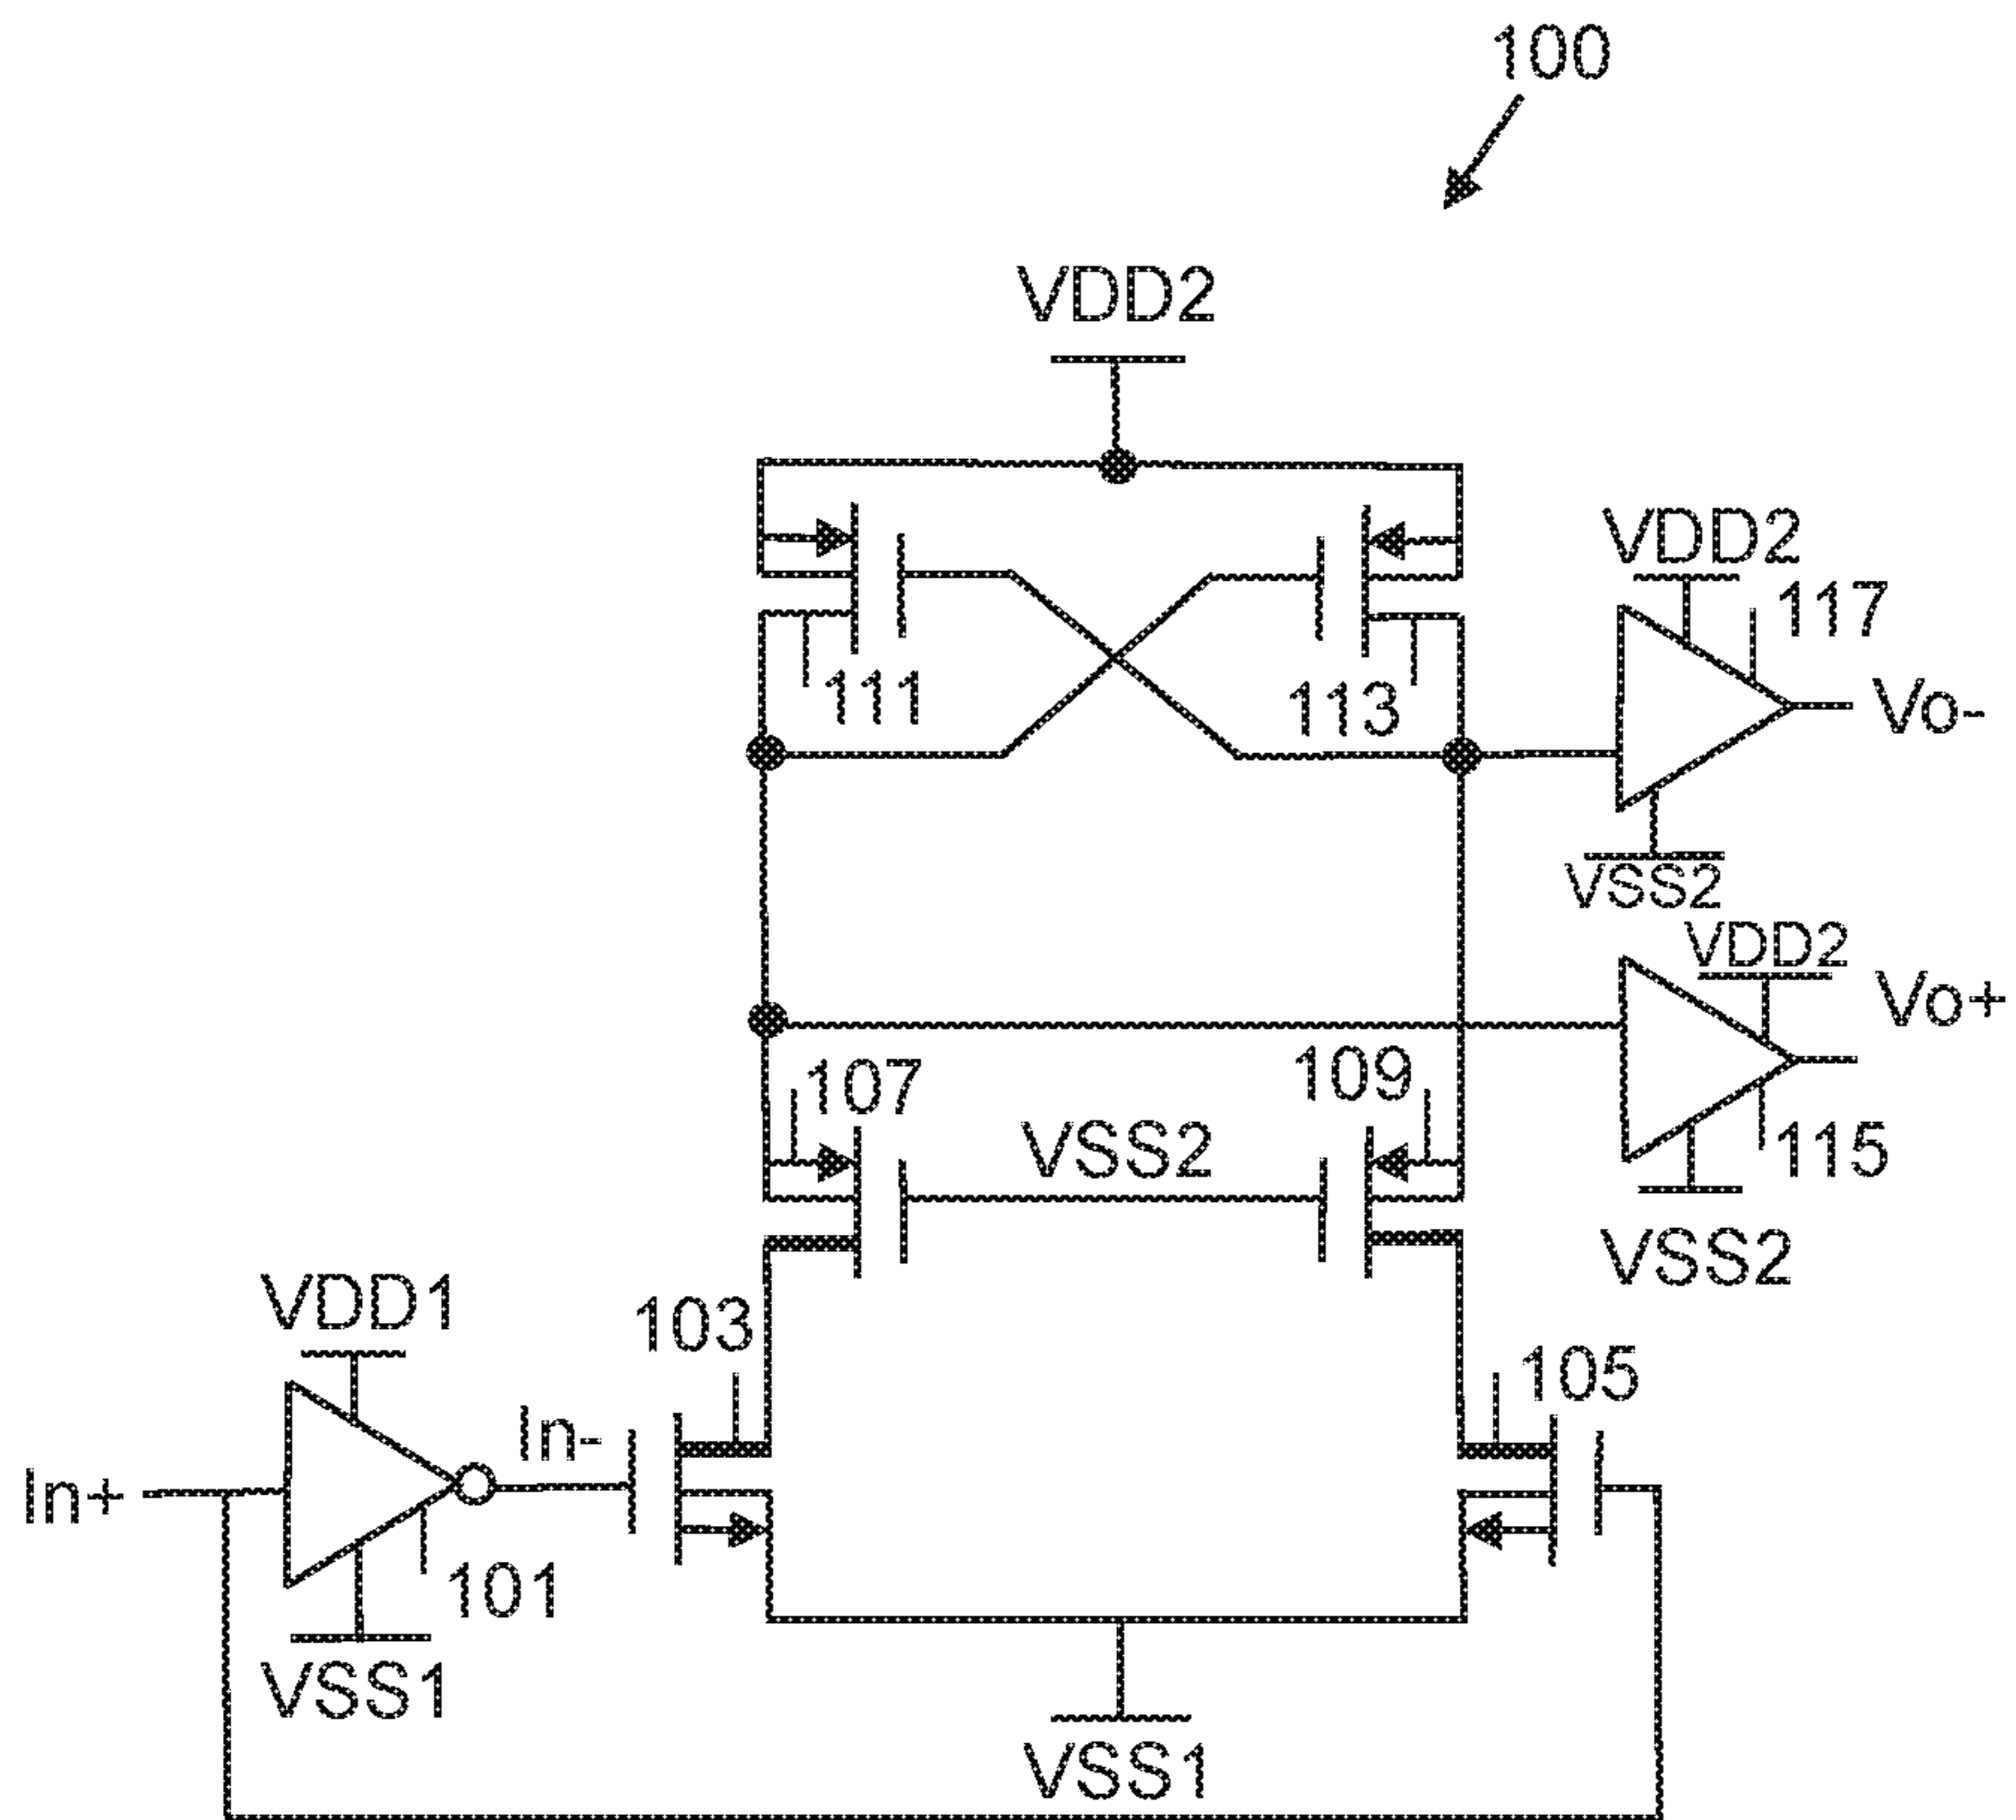 100
VDD2
VDD2
117
111
113
Vo-
VSS2
VDD2
Vo+
107
109
VSS2
115
VSS2
VDD1
103
105
In-
In+
101
VSS1
VSS1